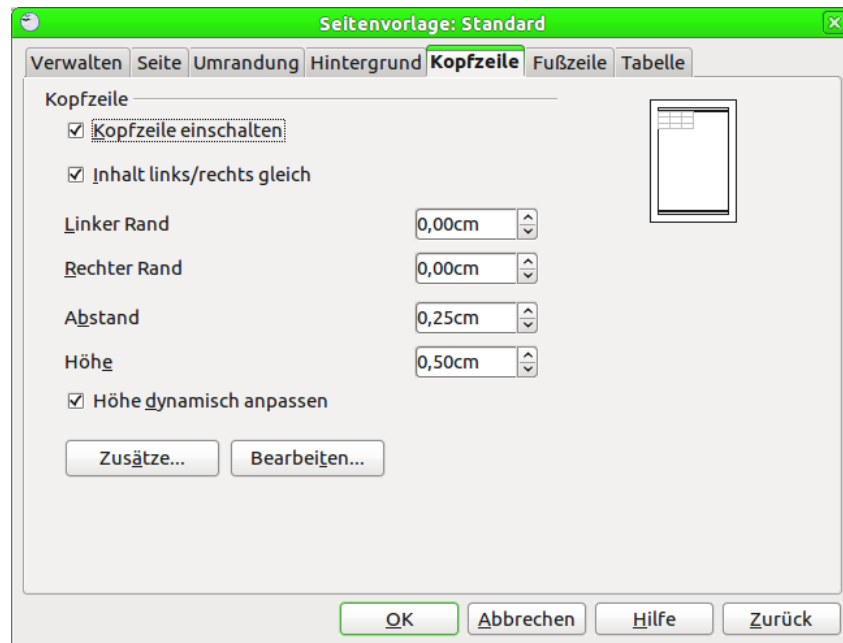 Seitenvorlage: Standard
Verwalten Seite Umrandung Hintergrund Kopfzeile Fußzeile Tabelle
Kopfzeile
Kopfzeile einschalten
Inhalt links/rechts gleich
Linker Rand 0,00cm
Rechter Rand 0,00cm
Abstand 0,25cm
Höhe 0,50cm
Höhe dynamisch anpassen
Zusätze... Bearbeiten...
OK Abbrechen Hilfe Zurück